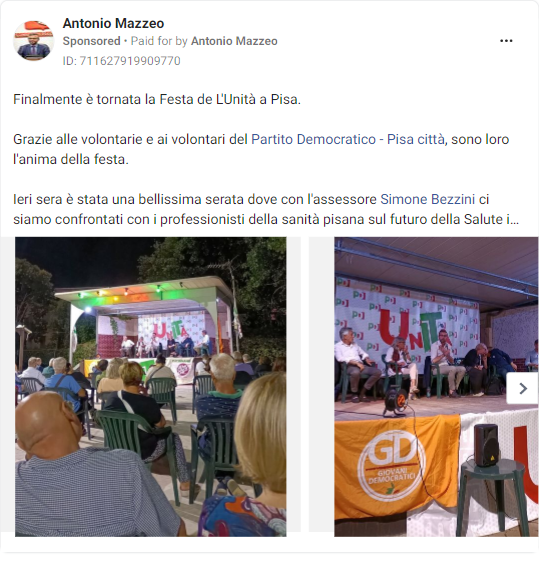 Antonio Mazzeo
Sponsored • Paid for by Antonio Mazzeo
ID: 711627919909770
Finalmente è tornata la Festa de L'Unità a Pisa.
Grazie alle volontarie e ai volontari del Partito Democratico - Pisa città, sono loro
l'anima della festa.
Ieri sera è stata una bellissima serata dove con l'assessore Simone Bezzini ci
siamo confrontati con i professionisti della sanità pisana sul futuro della Salute i...
UNITÀ
PD
UNIT
GD
GIOVANI
DEMOCRATICI